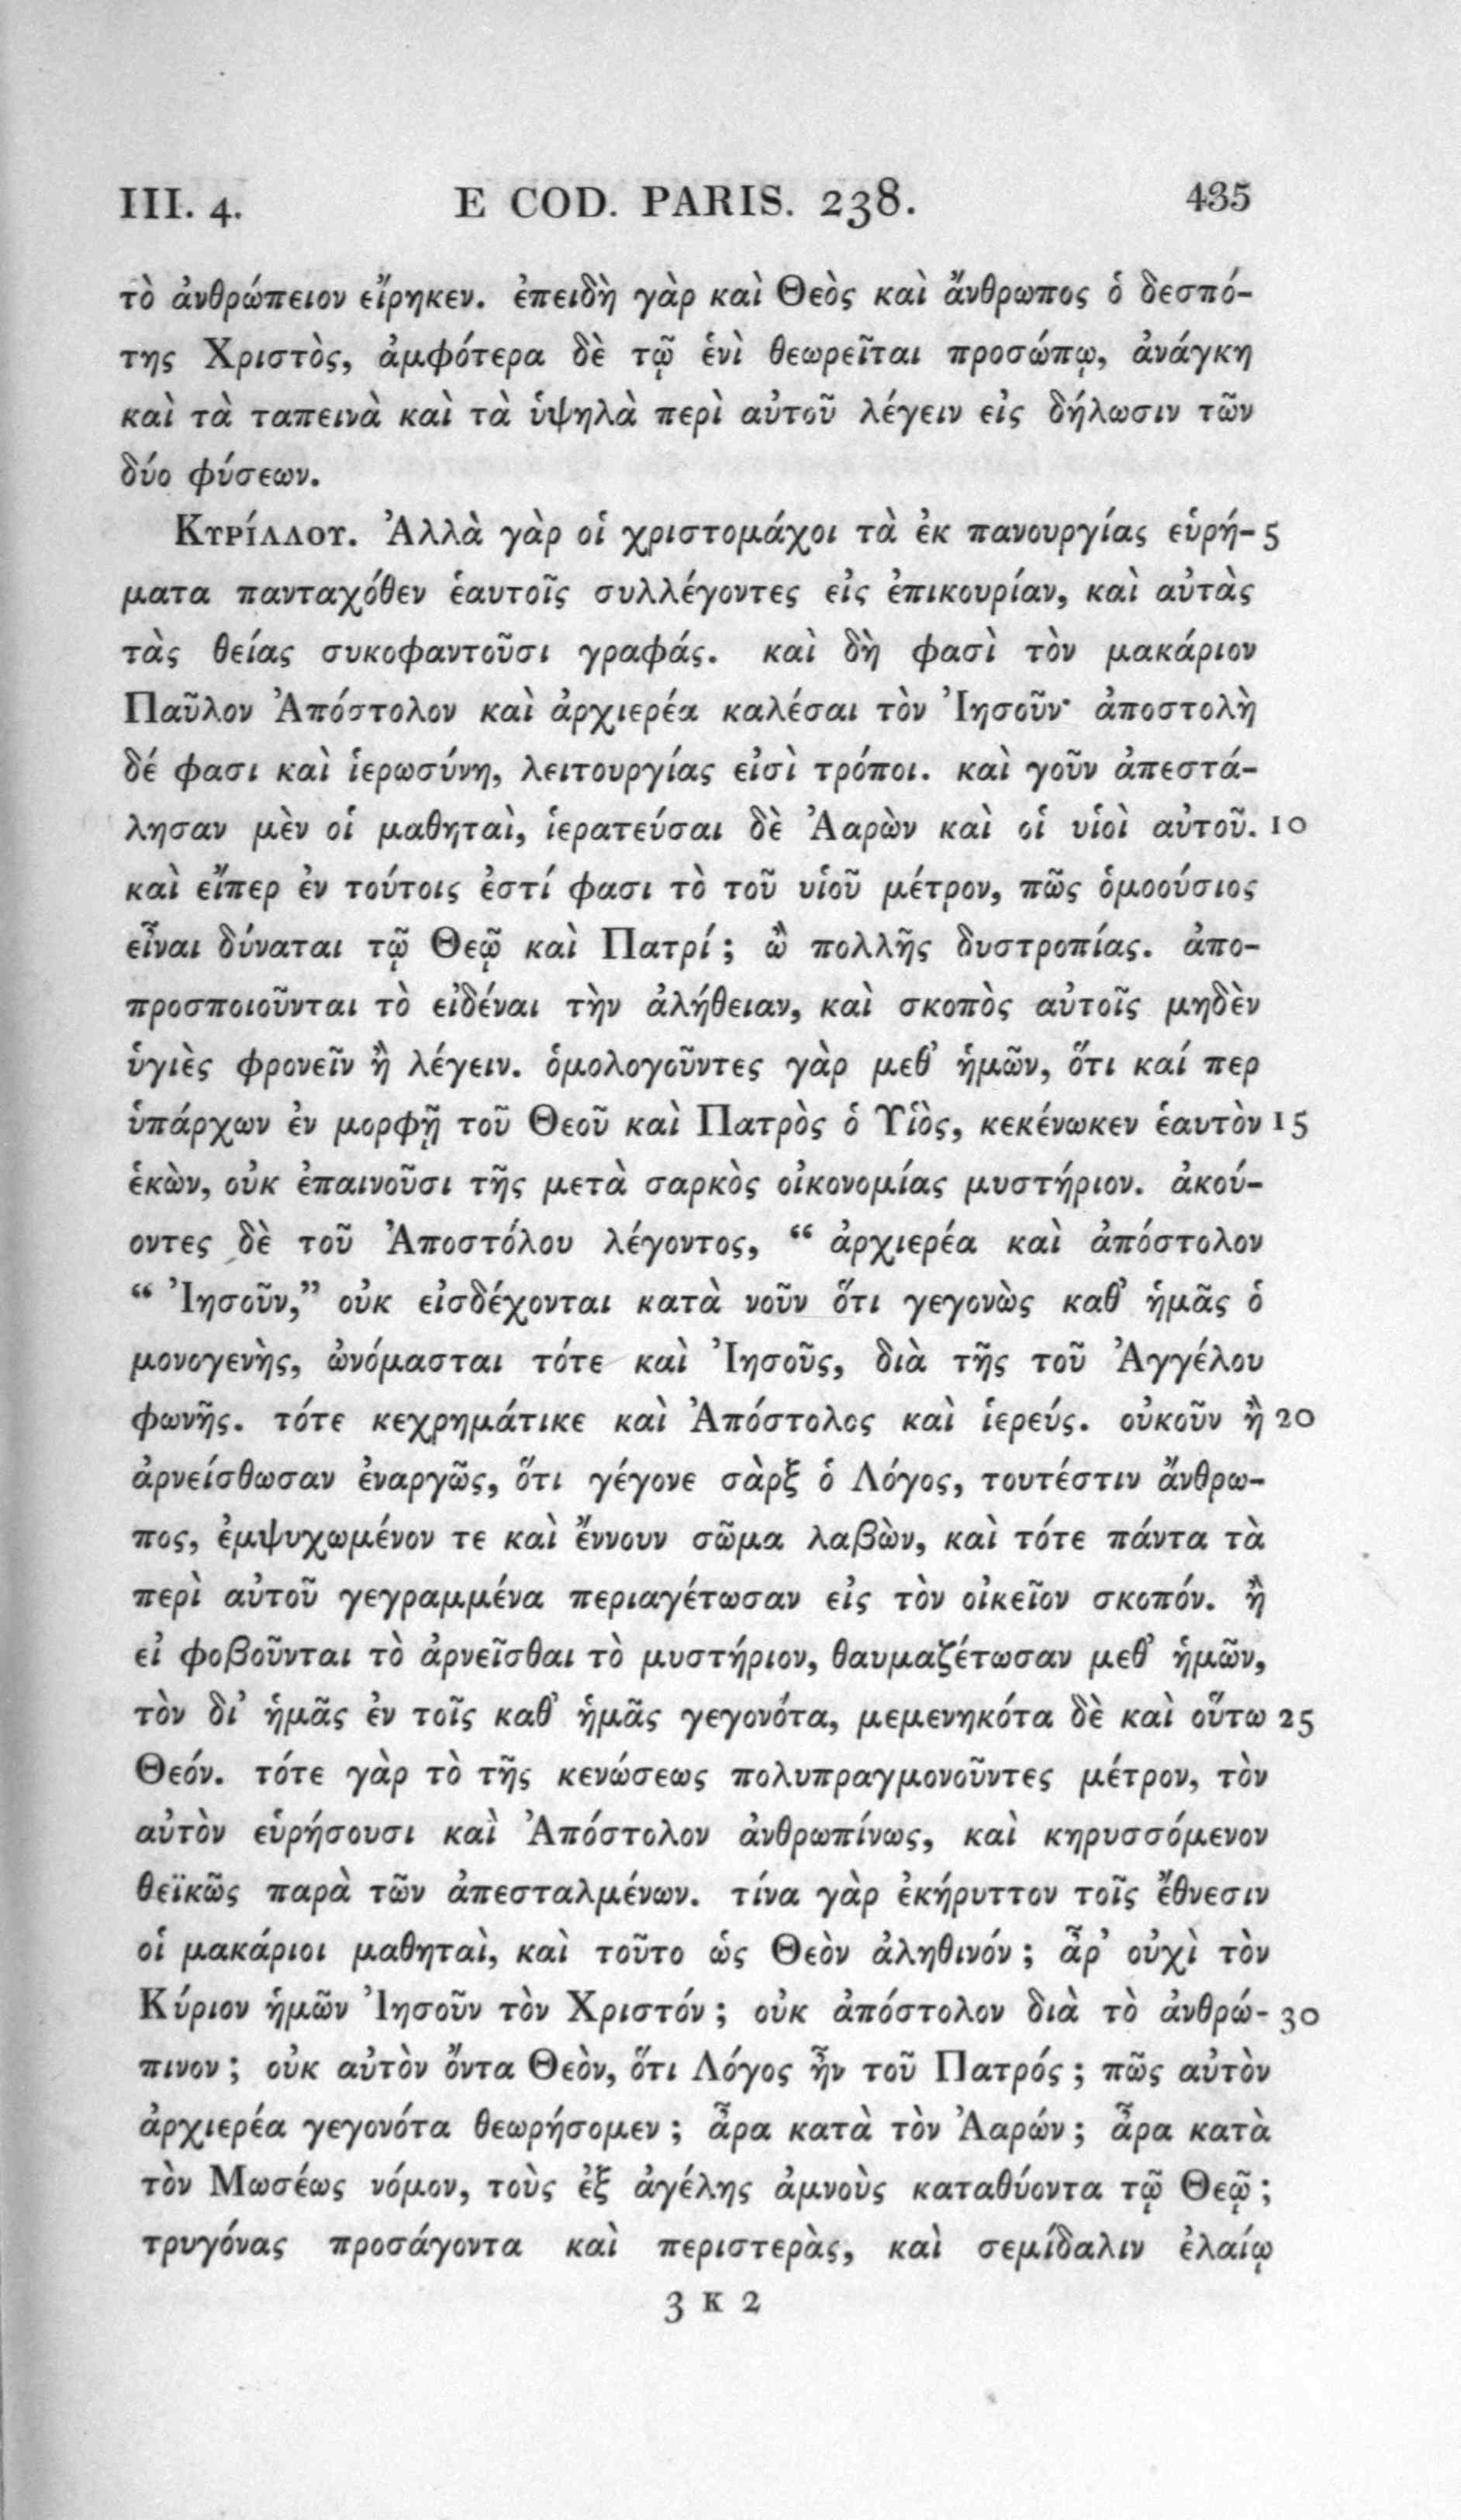 III. 4. E COD. PARIS. 238. 435
τὸ ἀνθρώπειον εἴρηκεν. ἐπειδὴ γὰρ καὶ Θεὸς καὶ ἄνθρωπος ὁ δεσπό-
της Χριστὸς, ἀμφότερα δὲ τῷ ἑνὶ θεωρεῖται προσώπῳ, ἀνάγκη
καὶ τὰ ταπεινὰ καὶ τὰ ὑψηλὰ περὶ αὐτοῦ λέγειν εἰς δήλωσιν τῶν
δύο φύσεων.
Κυρίλλου. Ἀλλὰ γὰρ οἱ χριστομάχοι τὰ ἐκ πανουργίας εὑρή- 5
ματα πανταχόθεν ἑαυτοῖς συλλέγοντες εἰς ἐπικουρίαν, καὶ αὐτὰς
τὰς θείας συκοφαντοῦσι γραφάς. καὶ δὴ φασὶ τὸν μακάριον
Παῦλον Ἀπόστολον καὶ ἀρχιερέα καλέσαι τὸν Ἰησοῦν· ἀποστολὴ
δέ φασι καὶ ἱερωσύνη, λειτουργίας εἰσὶ τρόποι. καὶ γοῦν ἀπεστά-
λησαν μὲν οἱ μαθηταὶ, ἱερατεύσαι δὲ Ἀαρὼν καὶ οἱ υἱοὶ αὐτοῦ. 10
καὶ εἴπερ ἐν τούτοις ἐστί φασι τὸ τοῦ υἱοῦ μέτρον, πῶς ὁμοούσιος
εἶναι δύναται τῷ Θεῷ καὶ Πατρί; ὢ πολλῆς δυστροπίας. ἀπο-
προσποιοῦνται τὸ εἰδέναι τὴν ἀλήθειαν, καὶ σκοπὸς αὐτοῖς μηδὲν
ὑγιὲς φρονεῖν ἢ λέγειν. ὁμολογοῦντες γὰρ μεθ’ ἡμῶν, ὅτι καί περ
ὑπάρχων ἐν μορφῇ τοῦ Θεοῦ καὶ Πατρὸς ὁ Υἱὸς, κεκένωκεν ἑαυτὸν 15
ἑκὼν, οὐκ ἐπαινοῦσι τῆς μετὰ σαρκὸς οἰκονομίας μυστήριον. ἀκού-
οντες δὲ τοῦ Ἀποστόλου λέγοντος, “ ἀρχιερέα καὶ ἀπόστολον
“ Ἰησοῦν,” οὐκ εἰσδέχονται κατὰ νοῦν ὅτι γεγονὼς καθ’ ἡμᾶς ὁ
μονογενὴς, ὠνόμασται τότε καὶ Ἰησοῦς, διὰ τῆς τοῦ Ἀγγέλου
φωνῆς. τότε κεχρημάτικε καὶ Ἀπόστολος καὶ ἱερεύς. οὐκοῦν ἢ 20
ἀρνείσθωσαν ἐναργῶς, ὅτι γέγονε σὰρξ ὁ Λόγος, τουτέστιν ἄνθρω-
πος, ἐμψυχωμένον τε καὶ ἔννουν σῶμα λαβὼν, καὶ τότε πάντα τὰ
περὶ αὐτοῦ γεγραμμένα περιαγέτωσαν εἰς τὸν οἰκεῖον σκοπόν. ἢ
εἰ φοβοῦνται τὸ ἀρνεῖσθαι τὸ μυστήριον, θαυμαζέτωσαν μεθ’ ἡμῶν,
τὸν δι’ ἡμᾶς ἐν τοῖς καθ’ ἡμᾶς γεγονότα, μεμενηκότα δὲ καὶ οὕτω 25
Θεόν. τότε γὰρ τὸ τῆς κενώσεως πολυπραγμονοῦντες μέτρον, τὸν
αὐτὸν εὑρήσουσι καὶ Ἀπόστολον ἀνθρωπίνως, καὶ κηρυσσόμενον
θεϊκῶς παρὰ τῶν ἀπεσταλμένων. τίνα γὰρ ἐκήρυττον τοῖς ἔθνεσιν
οἱ μακάριοι μαθηταὶ, καὶ τοῦτο ὡς Θεὸν ἀληθινόν; ἆρ’ οὐχὶ τὸν
Κύριον ἡμῶν Ἰησοῦν τὸν Χριστόν; οὐκ ἀπόστολον διὰ τὸ ἀνθρώ- 30
πινον; οὐκ αὐτὸν ὄντα Θεὸν, ὅτι Λόγος ἦν τοῦ Πατρός; πῶς αὐτὸν
ἀρχιερέα γεγονότα θεωρήσομεν; ἆρα κατὰ τὸν Ἀαρών; ἆρα κατὰ
τὸν Μωσέως νόμον, τοὺς ἐξ ἀγέλης ἀμνοὺς καταθύοντα τῷ Θεῷ;
τρυγόνας προσάγοντα καὶ περιστερὰς, καὶ σεμίδαλιν ἐλαίῳ
3 K 2